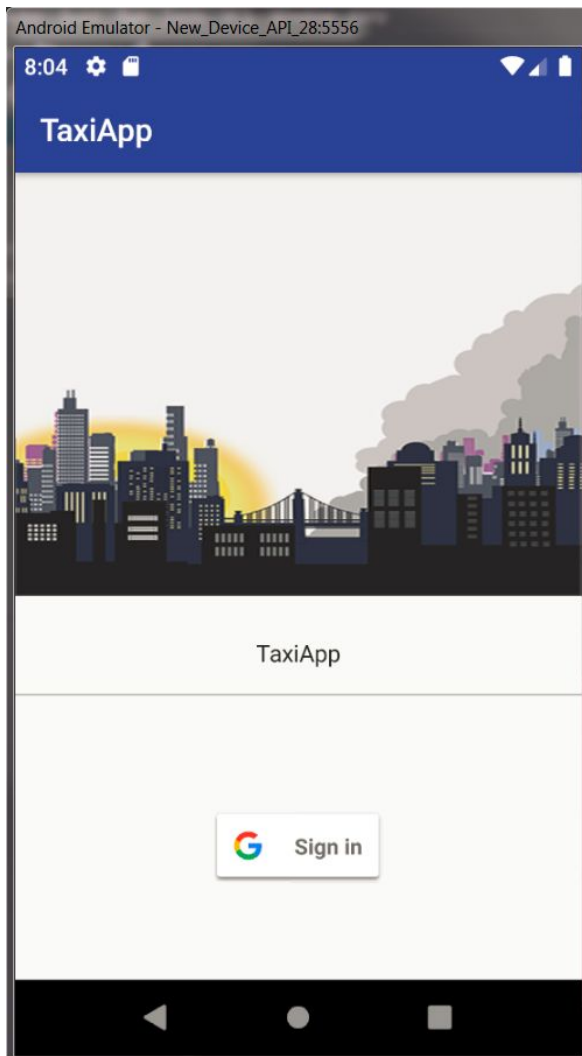 Android Emulator - New_Device_API_28:5556
8:04
TaxiApp
TaxiApp
Sign in